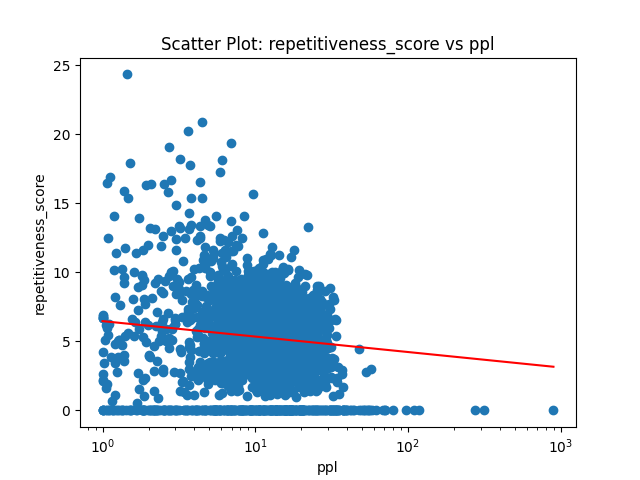 Scatter Plot: repetitiveness_score vs ppl
25
20
15
10
5
0
repetitiveness_score
10⁰ 10¹ 10² 10³
ppl